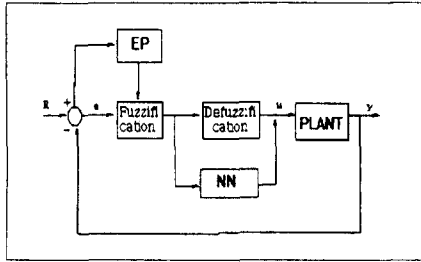 EP
R
+
e
Fuzzifi
cation
Defuzzifi
cation
u
PLANT
y
−
NN